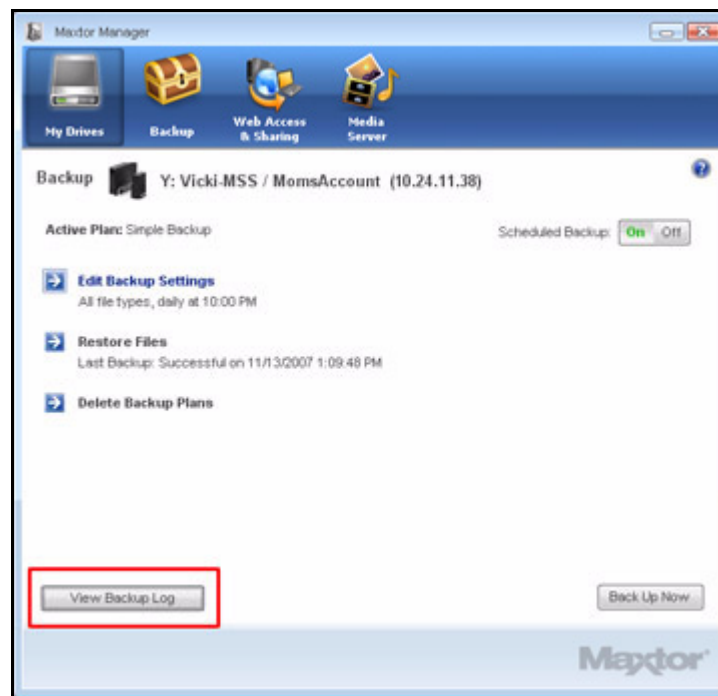 Maxtor Manager
My Drives
Backup
Web Access
& Sharing
Media
Server
Backup
Y: Vicki-MSS / MomsAccount (10.24.11.38)
Active Plan: Simple Backup
Scheduled Backup: On Off
Edit Backup Settings
All file types, daily at 10:00 PM
Restore Files
Last Backup: Successful on 11/13/2007 1:09:48 PM
Delete Backup Plans
View Backup Log
Back Up Now
Maxtor